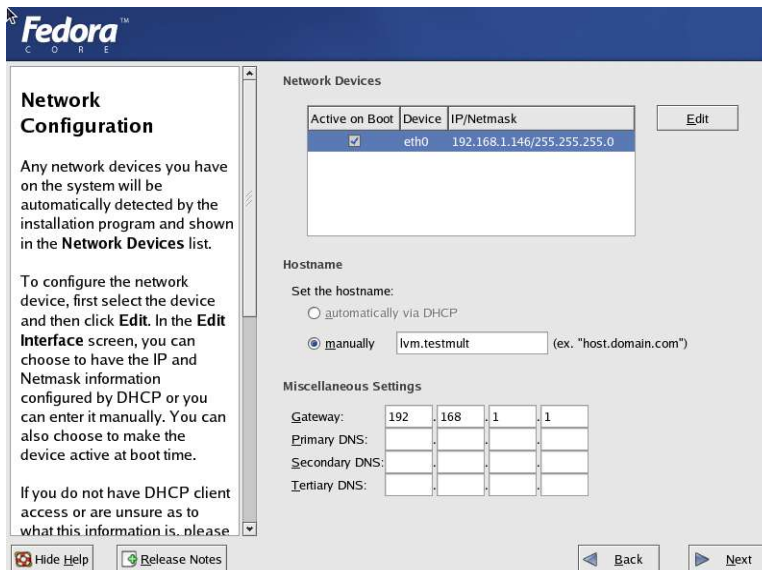 Fedora™
CORE
Network
Configuration
Any network devices you have
on the system will be
automatically detected by the
installation program and shown
in the Network Devices list.
To configure the network
device, first select the device
and then click Edit. In the Edit
Interface screen, you can
choose to have the IP and
Netmask information
configured by DHCP or you
can enter it manually. You can
also choose to make the
device active at boot time.
If you do not have DHCP client
access or are unsure as to
what this information is, please
Network Devices
Active on Boot Device IP/Netmask
eth0 192.168.1.146/255.255.255.0
Edit
Hostname
Set the hostname:
automatically via DHCP
manually lvm.testmult (ex. "host.domain.com")
Miscellaneous Settings
Gateway: 192 . 168 . 1 . 1
Primary DNS: . . .
Secondary DNS: . . .
Tertiary DNS: . . .
Hide Help Release Notes Back Next